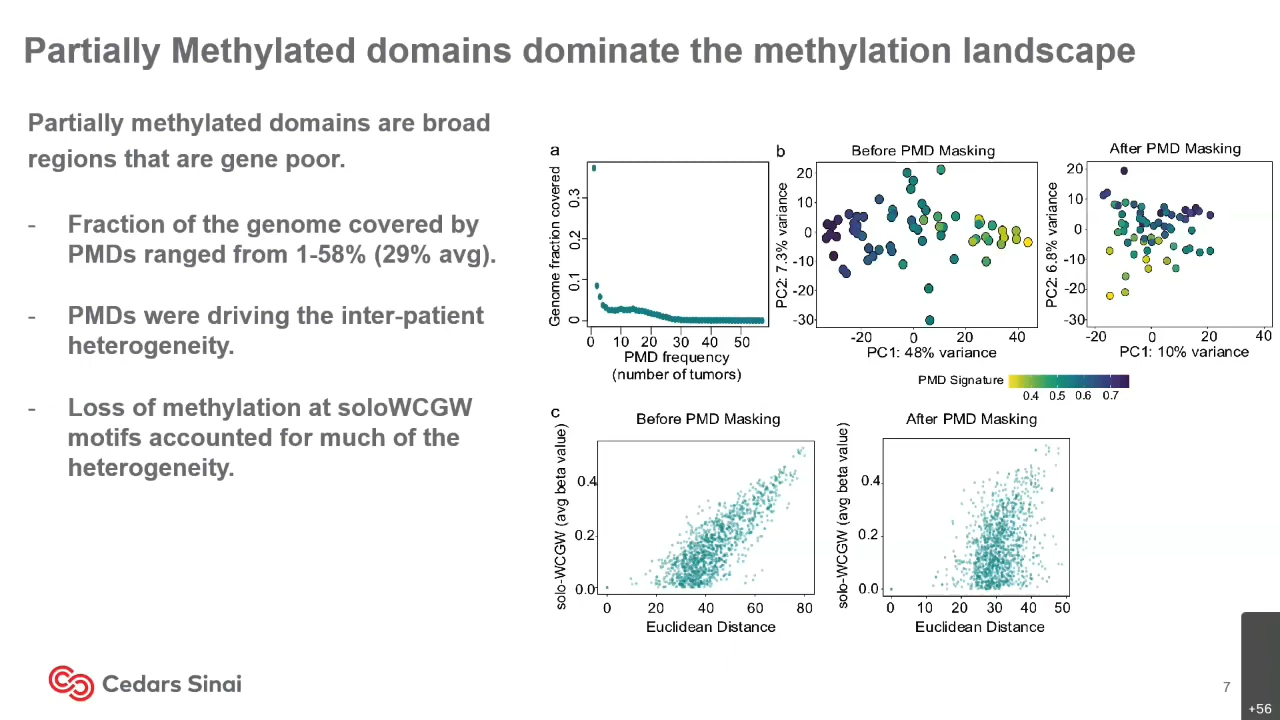 Partially Methylated domains dominate the methylation landscape
Partially methylated domains are broad
regions that are gene poor.
- Fraction of the genome covered by
PMDs ranged from 1-58% (29% avg).
- PMDs were driving the inter-patient
heterogeneity.
- Loss of methylation at soloWCGW
motifs accounted for much of the
heterogeneity.
a
Genome fraction covered
0.3
0.2
0.1
0
0 10 20 30 40 50
PMD frequency
(number of tumors)
b
Before PMD Masking
PC2: 7.3% variance
20
10
0
-10
-20
-30
-20 0 20 40
PC1: 48% variance
After PMD Masking
PC2: 6.8% variance
20
10
0
-10
-20
-30
-20 0 20 40
PC1: 10% variance
PMD Signature
0.4 0.5 0.6 0.7
c
Before PMD Masking
solo-WCGW (avg beta value)
0.4
0.2
0.0
0 20 40 60 80
Euclidean Distance
After PMD Masking
solo-WCGW (avg beta value)
0.4
0.2
0.0
0 10 20 30 40 50
Euclidean Distance
Cedars Sinai
7
+56